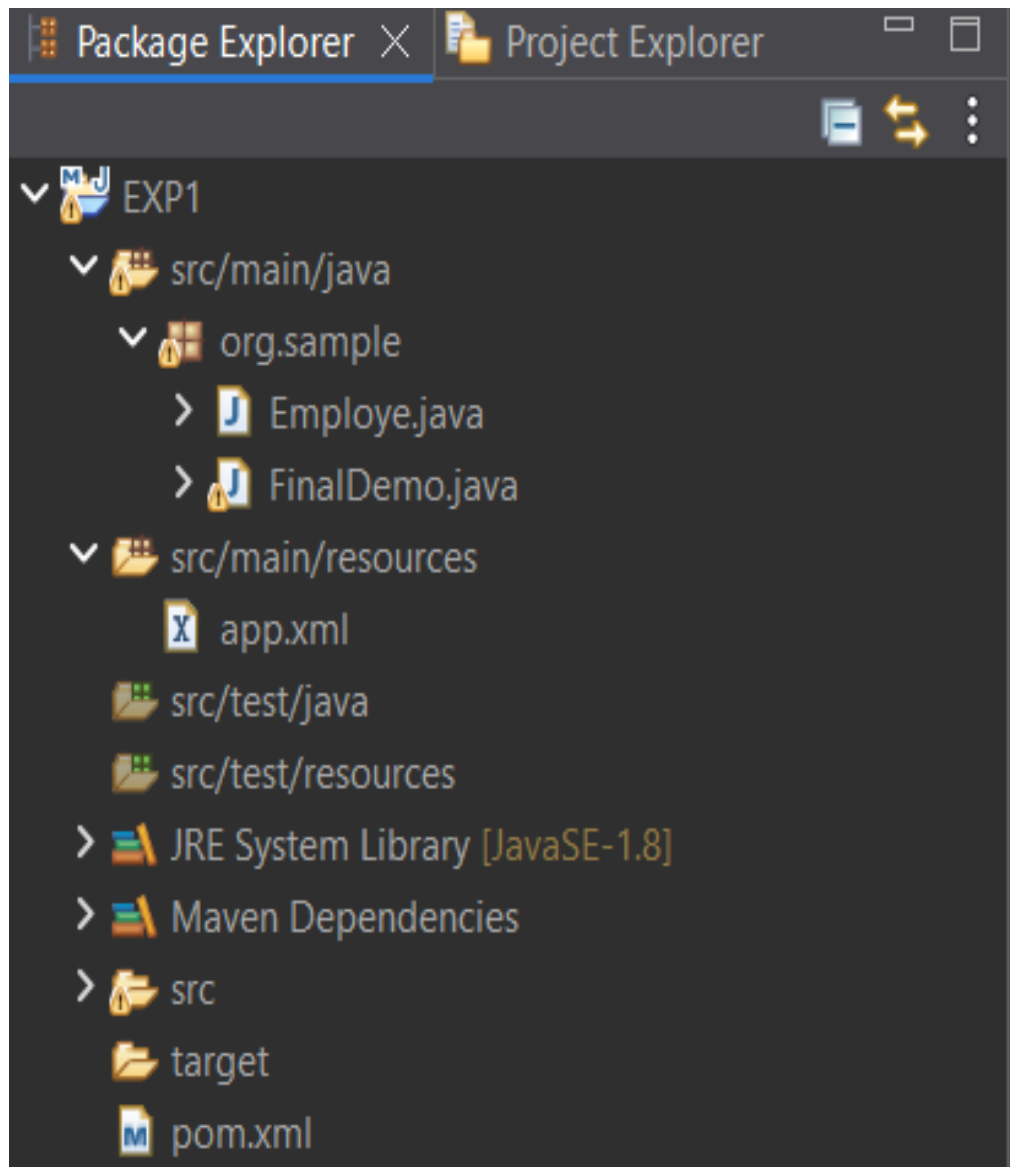 Package Explorer Project Explorer
EXP1
src/main/java
org.sample
Employe.java
FinalDemo.java
src/main/resources
app.xml
src/test/java
src/test/resources
JRE System Library [JavaSE-1.8]
Maven Dependencies
src
target
pom.xml